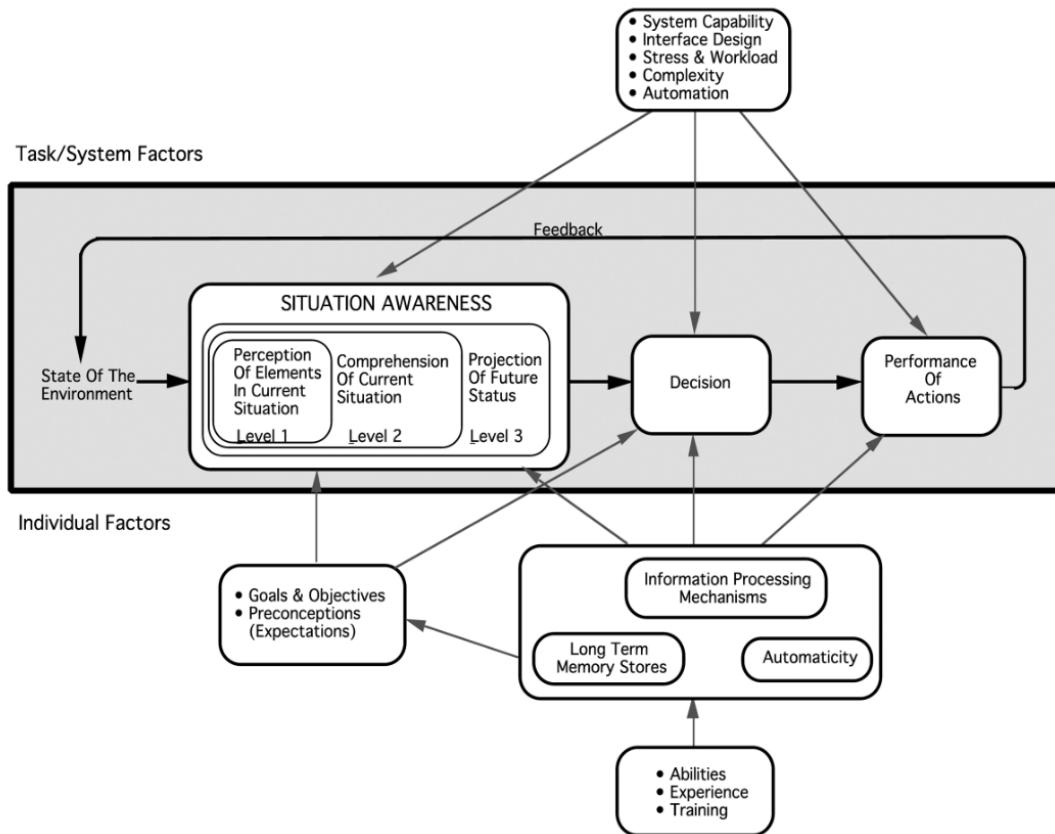 • System Capability
• Interface Design
• Stress & Workload
• Complexity
• Automation
Task/System Factors
Feedback
SITUATION AWARENESS
State Of The
Environment
Perception
Of Elements
In Current
Situation
Level 1
Comprehension
Of Current
Situation
Level 2
Projection
Of Future
Status
Level 3
Decision
Performance
Of
Actions
Individual Factors
• Goals & Objectives
• Preconceptions
(Expectations)
Information Processing
Mechanisms
Long Term
Memory Stores
Automaticity
• Abilities
• Experience
• Training